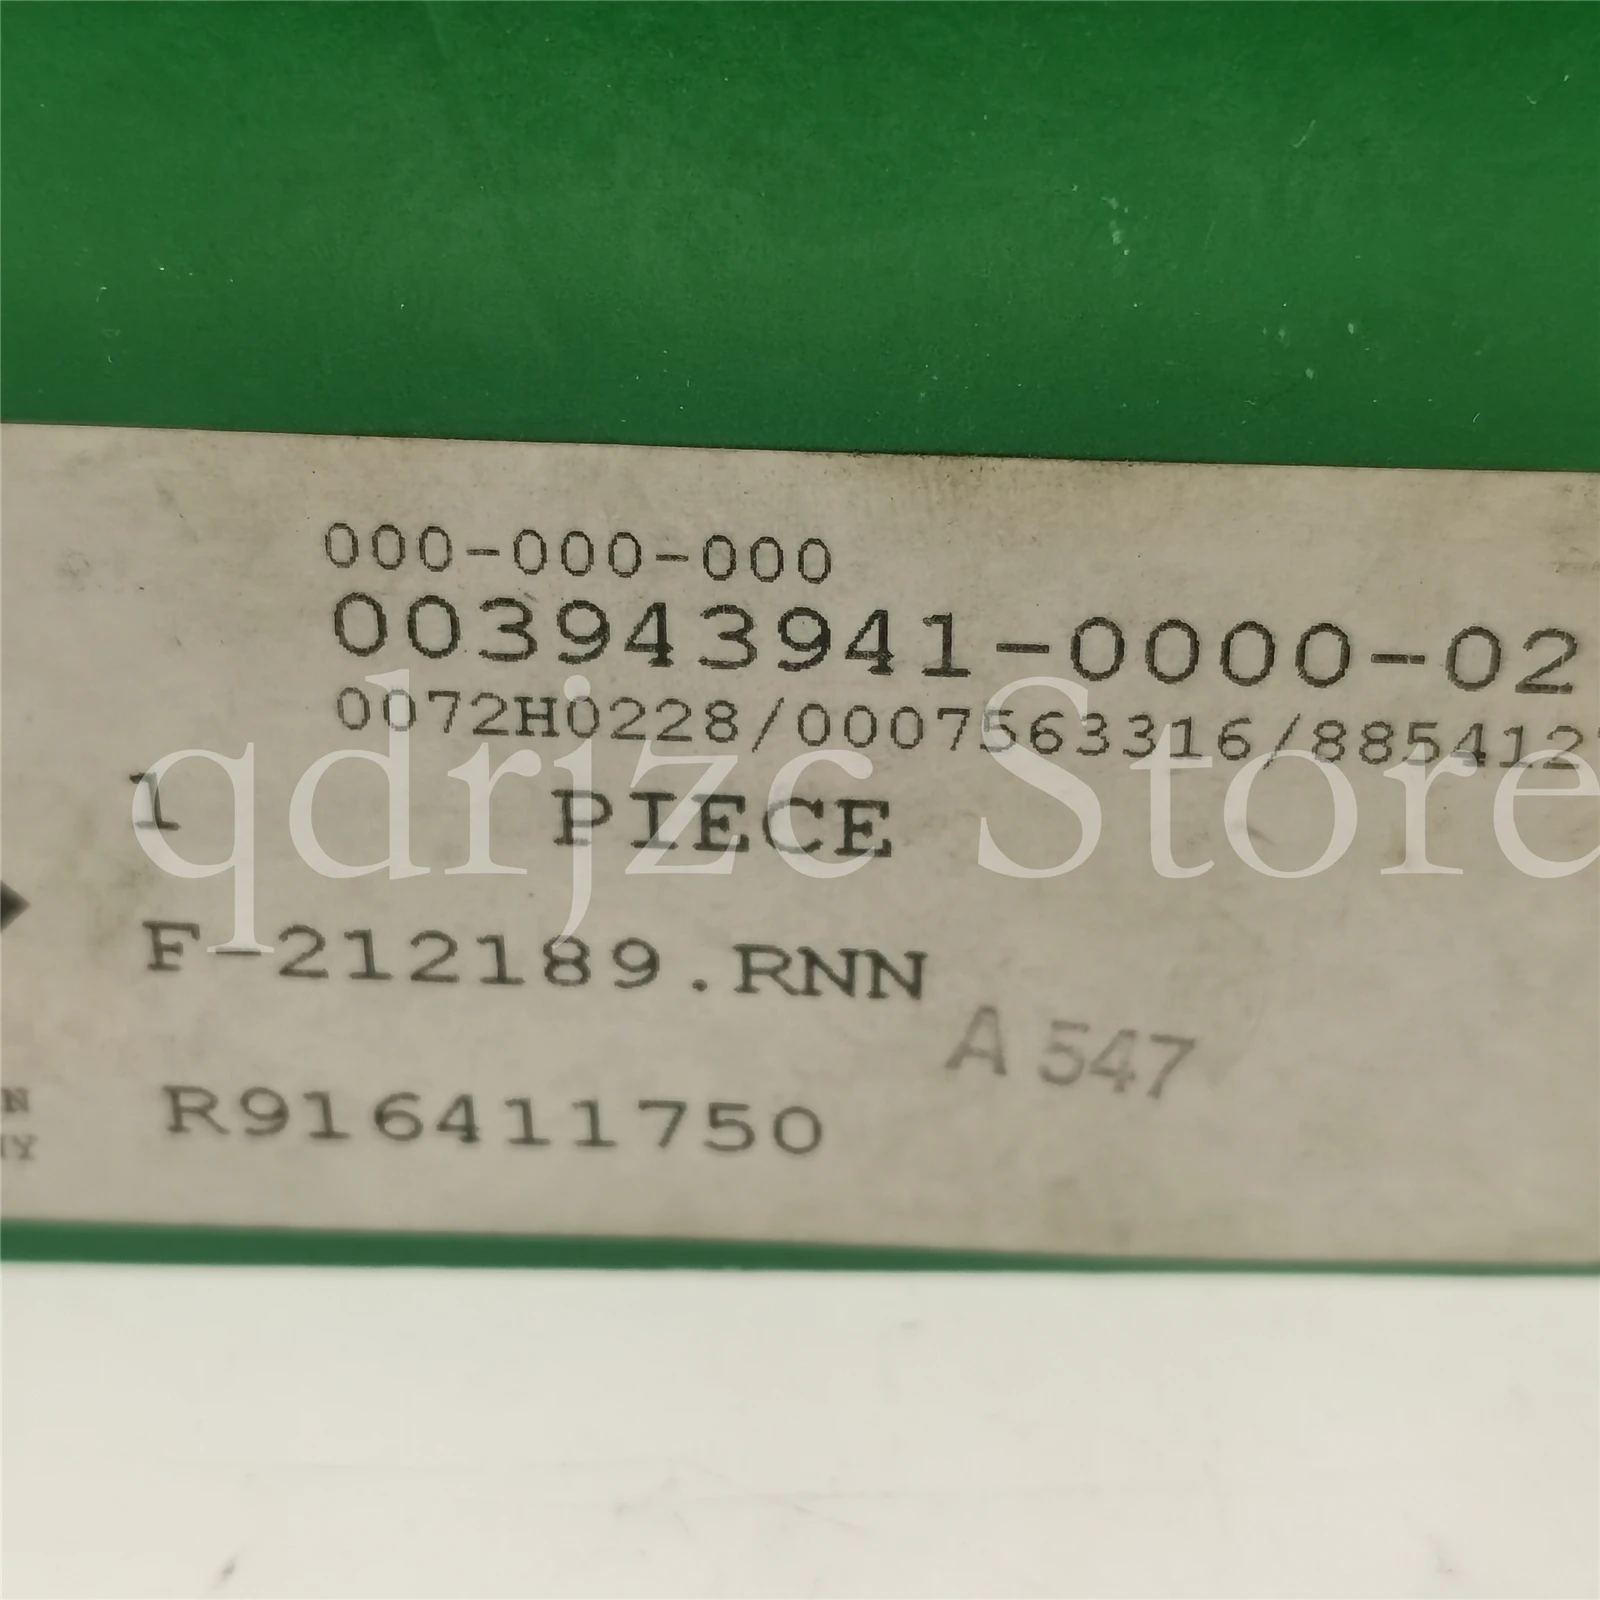 000-000-000
003943941-0000-02
0072H0228/0007563316/885412
1 PIECE
qdrjzc Store
F-212189.RNN
A 547
R916411750